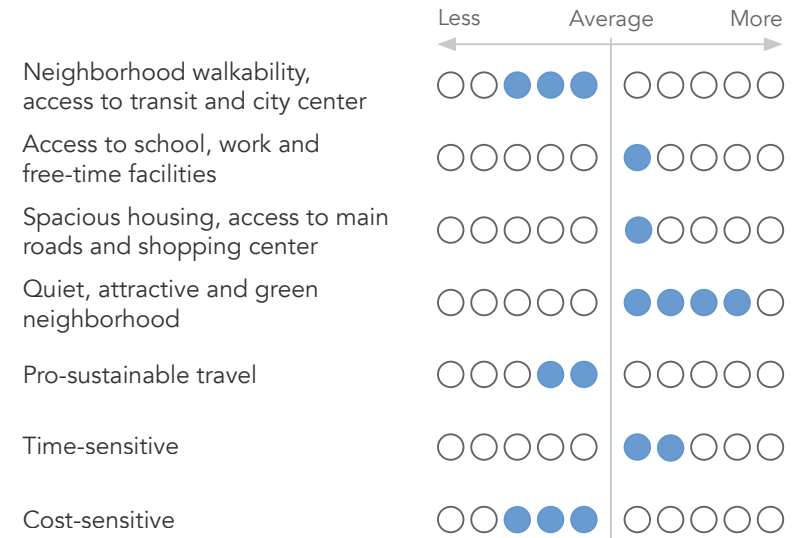 Less Average More
Neighborhood walkability,
access to transit and city center
Access to school, work and
free-time facilities
Spacious housing, access to main
roads and shopping center
Quiet, attractive and green
neighborhood
Pro-sustainable travel
Time-sensitive
Cost-sensitive